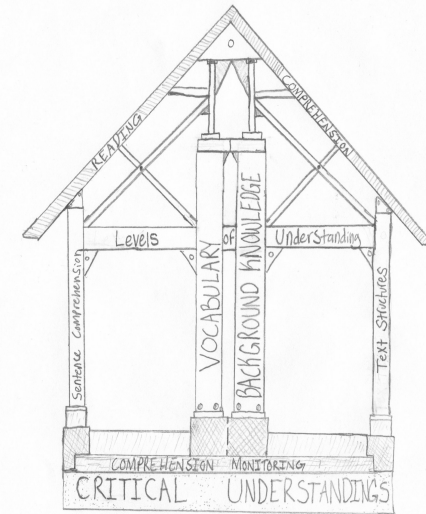 READING
COMPREHENSION
Levels of Understanding
Sentence Comprehension
VOCABULARY
BACKGROUND KNOWLEDGE
Text Structures
COMPREHENSION MONITORING
CRITICAL UNDERSTANDINGS